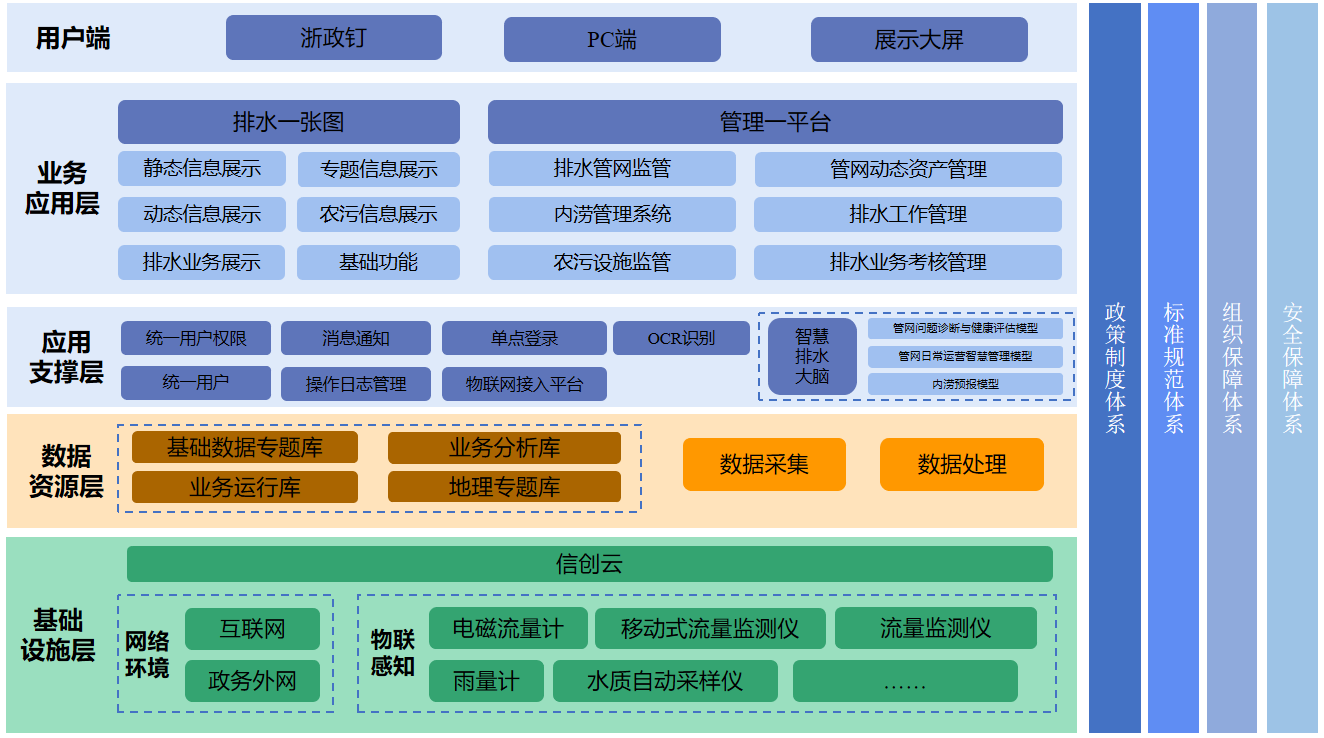 用户端
浙政钉
PC端
展示大屏
业务
应用层
排水一张图
管理一平台
静态信息展示
专题信息展示
排水管网监管
管网动态资产管理
动态信息展示
农污信息展示
内涝管理系统
排水工作管理
排水业务展示
基础功能
农污设施监管
排水业务考核管理
应用
支撑层
统一用户权限
消息通知
单点登录
OCR识别
统一用户
操作日志管理
物联网接入平台
智慧
排水
大脑
管网问题诊断与健康评估模型
管网日常运营智慧管理模型
内涝预报模型
数据
资源层
基础数据专题库
业务分析库
业务运行库
地理专题库
数据采集
数据处理
基础
设施层
信创云
网络
环境
互联网
政务外网
物联
感知
电磁流量计
移动式流量监测仪
流量监测仪
雨量计
水质自动采样仪
……
政策制度体系
标准规范体系
组织保障体系
安全保障体系